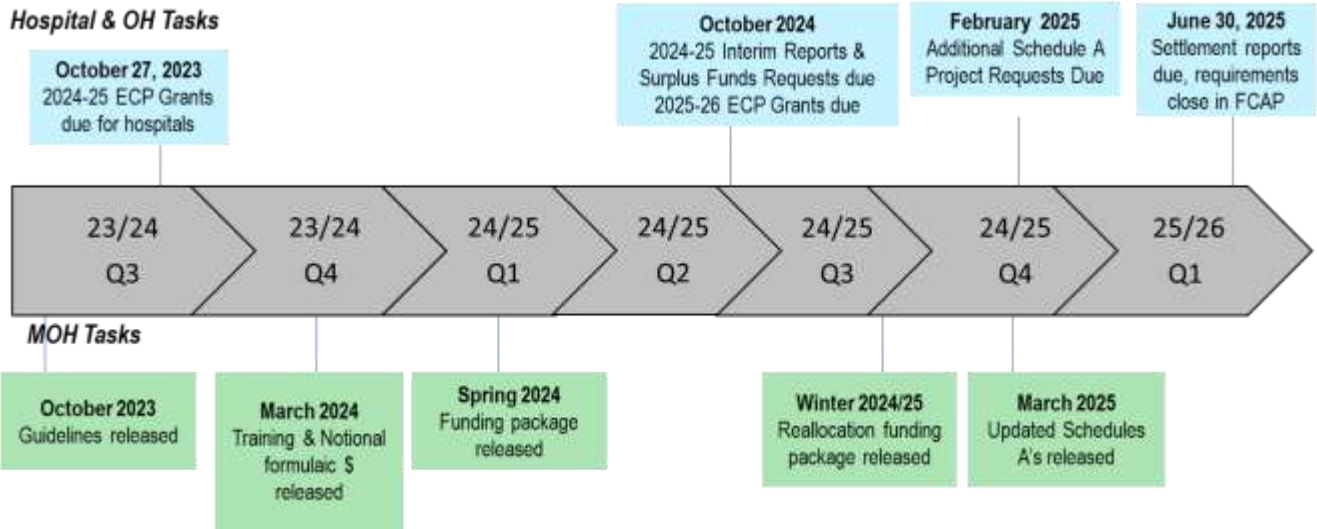 Hospital & OH Tasks
October 27, 2023
2024-25 ECP Grants
due for hospitals
October 2024
2024-25 Interim Reports &
Surplus Funds Requests due
2025-26 ECP Grants due
February 2025
Additional Schedule A
Project Requests Due
June 30, 2025
Settlement reports
due, requirements
close in FCAP
23/24
Q3
23/24
Q4
24/25
Q1
24/25
Q2
24/25
Q3
24/25
Q4
25/26
Q1
MOH Tasks
October 2023
Guidelines released
March 2024
Training & Notional
formulaic $
released
Spring 2024
Funding package
released
Winter 2024/25
Reallocation funding
package released
March 2025
Updated Schedules
A's released